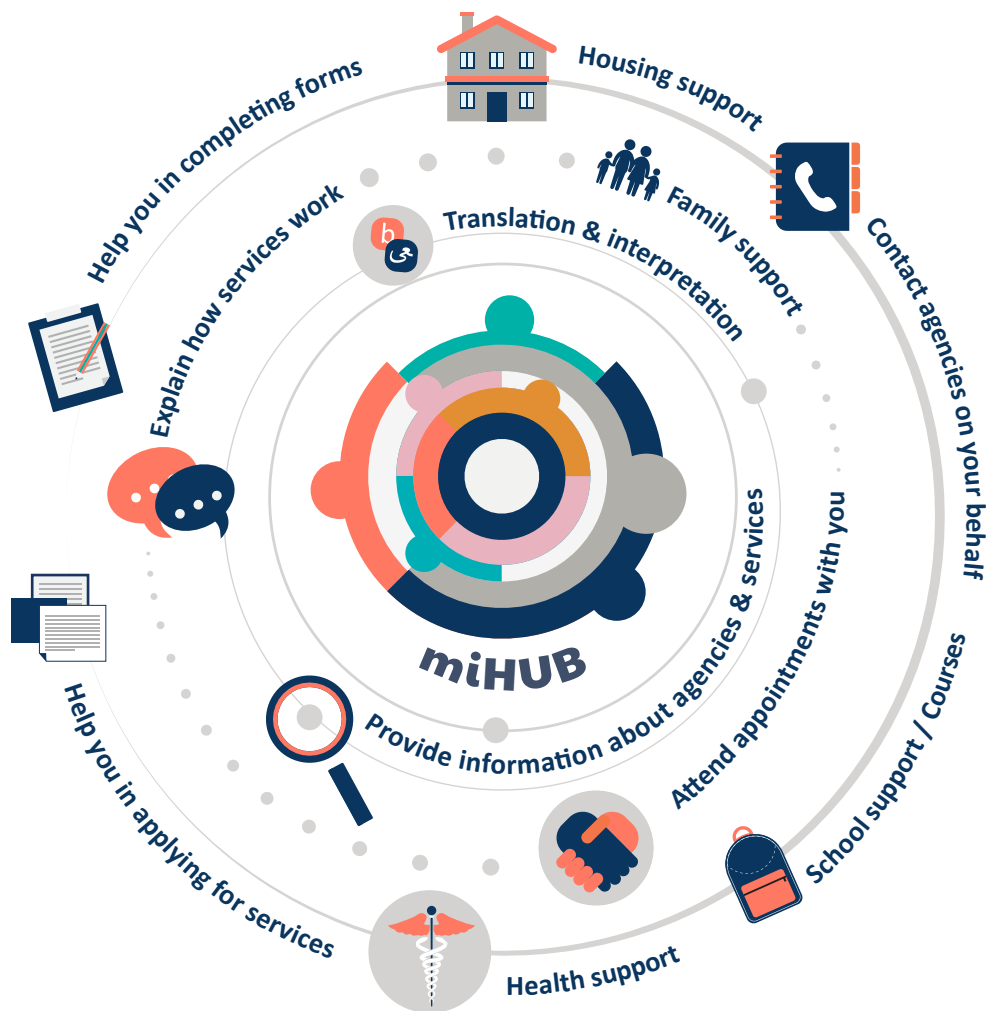 Housing support
Help you in completing forms
Family support
Explain how services work
Translation & interpretation
b
Contact agencies on your behalf
miHUB
Provide information about agencies & services
Attend appointments with you
School support / Courses
Help you in applying for services
Health support